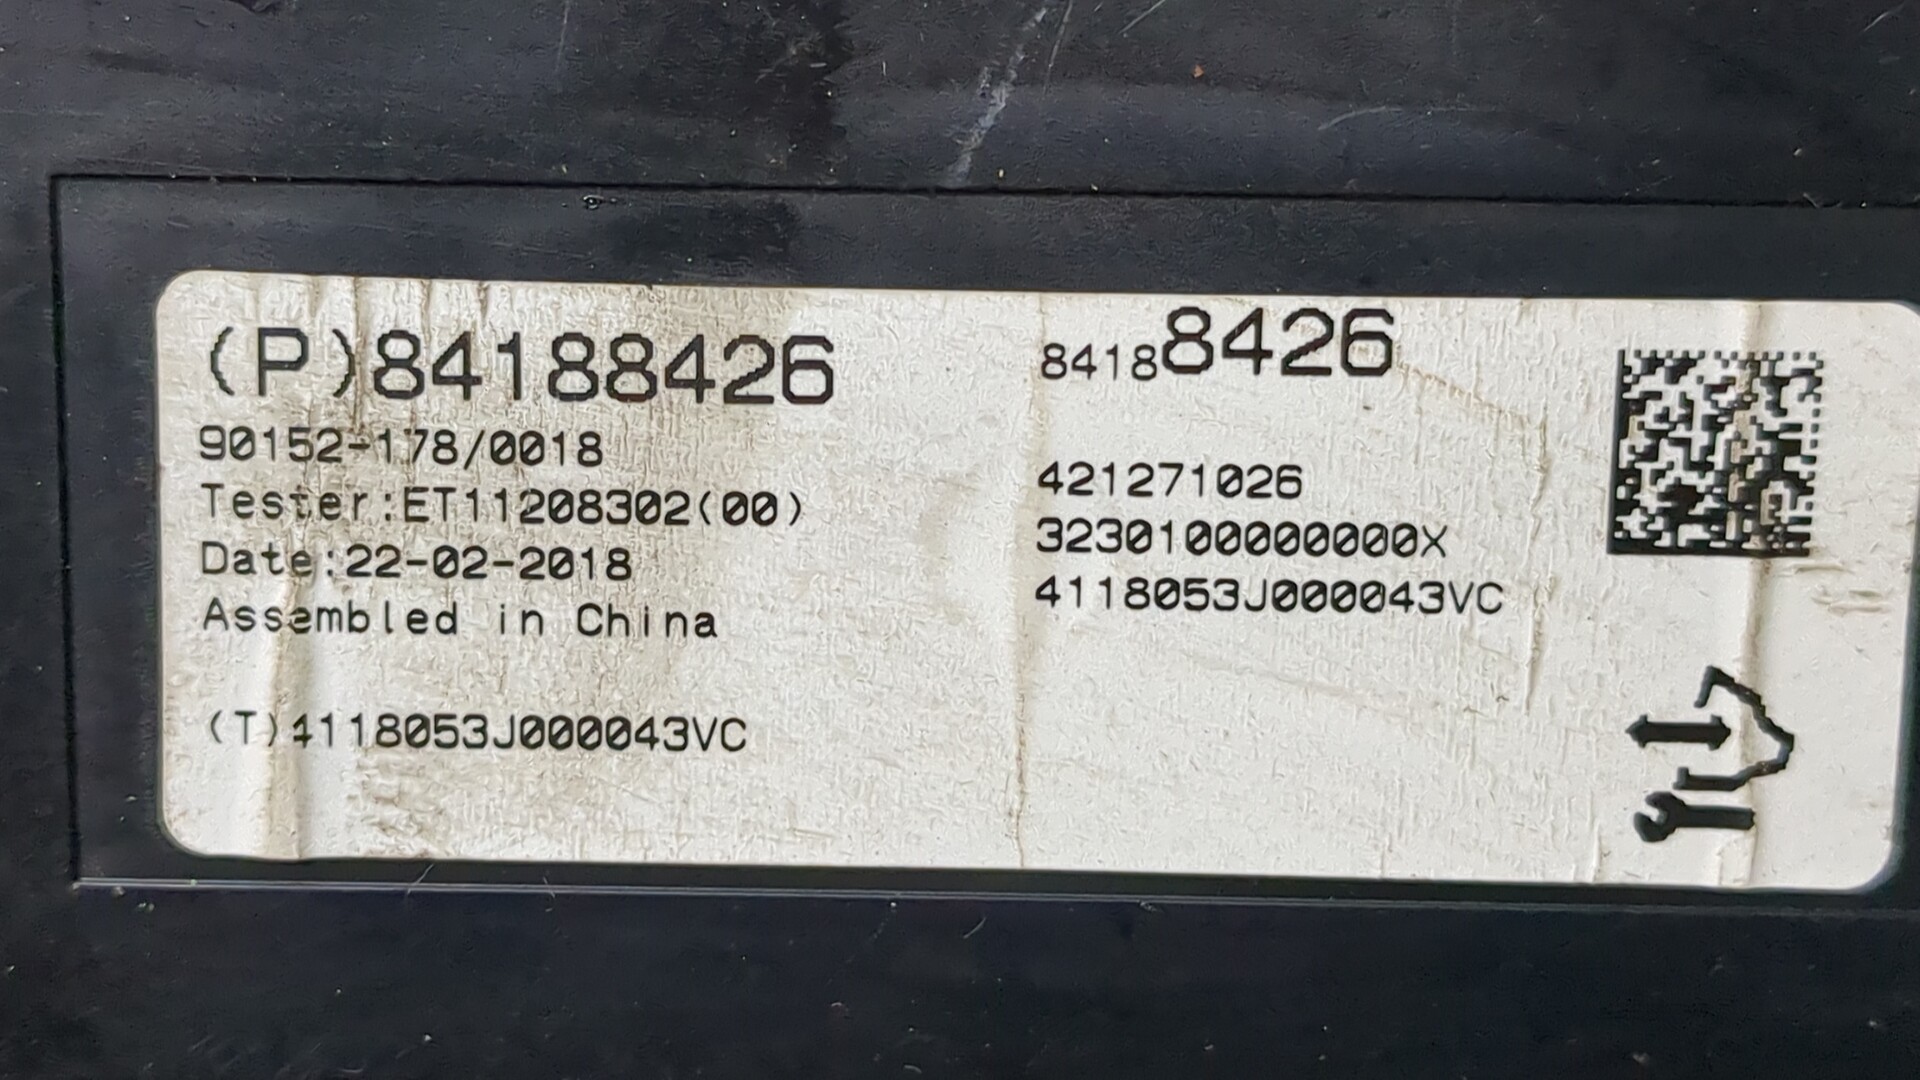 (P)84188426
90152-178/0018
Tester:ET11208302(00)
Date:22-02-2018
Assembled in China
(T)4118053J000043VC
84188426
421271026
3230100000000X
4118053J000043VC